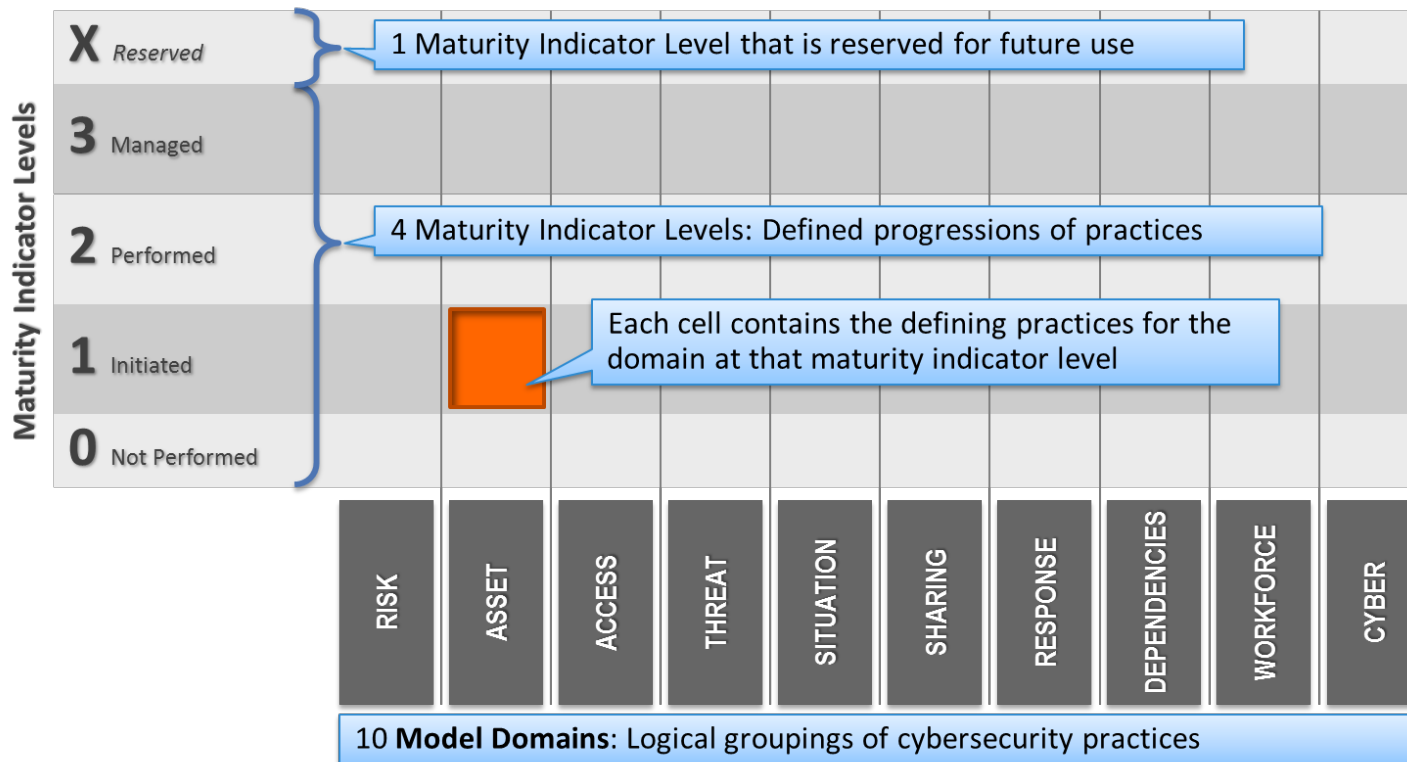 Maturity Indicator Levels
X Reserved
1 Maturity Indicator Level that is reserved for future use
3 Managed
2 Performed
4 Maturity Indicator Levels: Defined progressions of practices
1 Initiated
Each cell contains the defining practices for the
domain at that maturity indicator level
0 Not Performed
RISK
ASSET
ACCESS
THREAT
SITUATION
SHARING
RESPONSE
DEPENDENCIES
WORKFORCE
CYBER
10 Model Domains: Logical groupings of cybersecurity practices